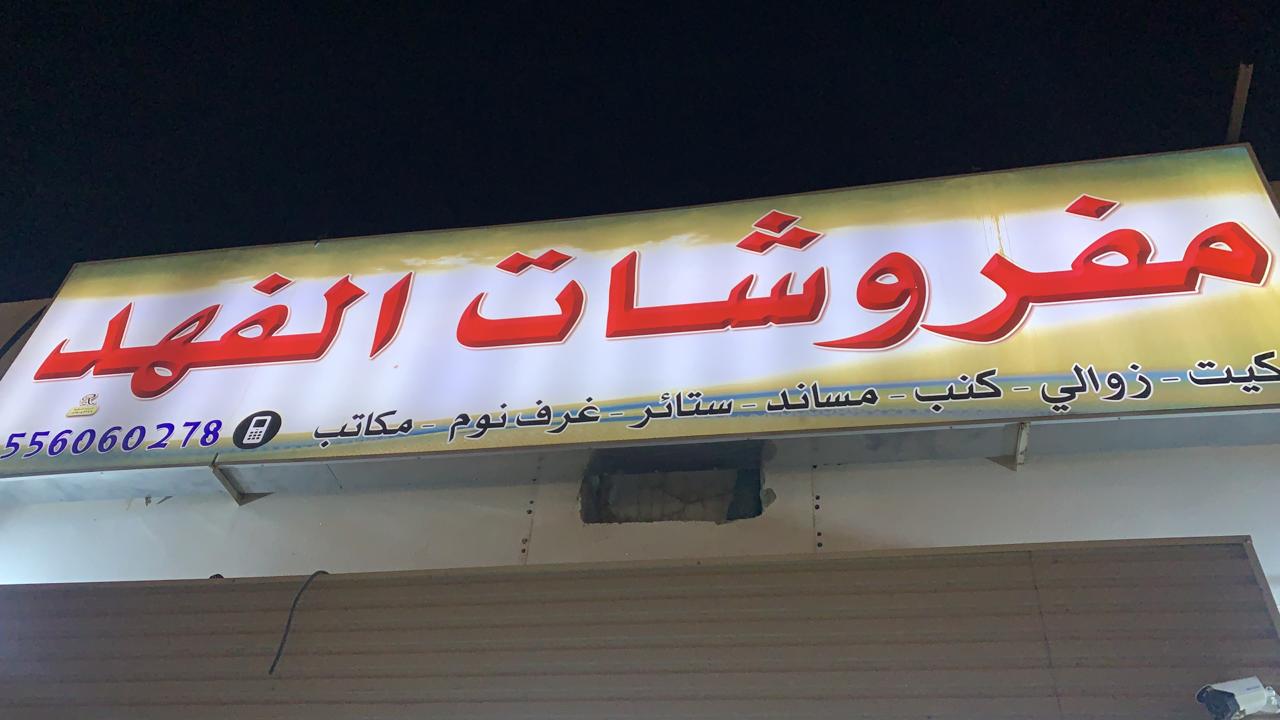 مفروشات الفهد
كيت - زوالي - كنب - مساند - ستائر - غرف نوم - مكاتب
556060278